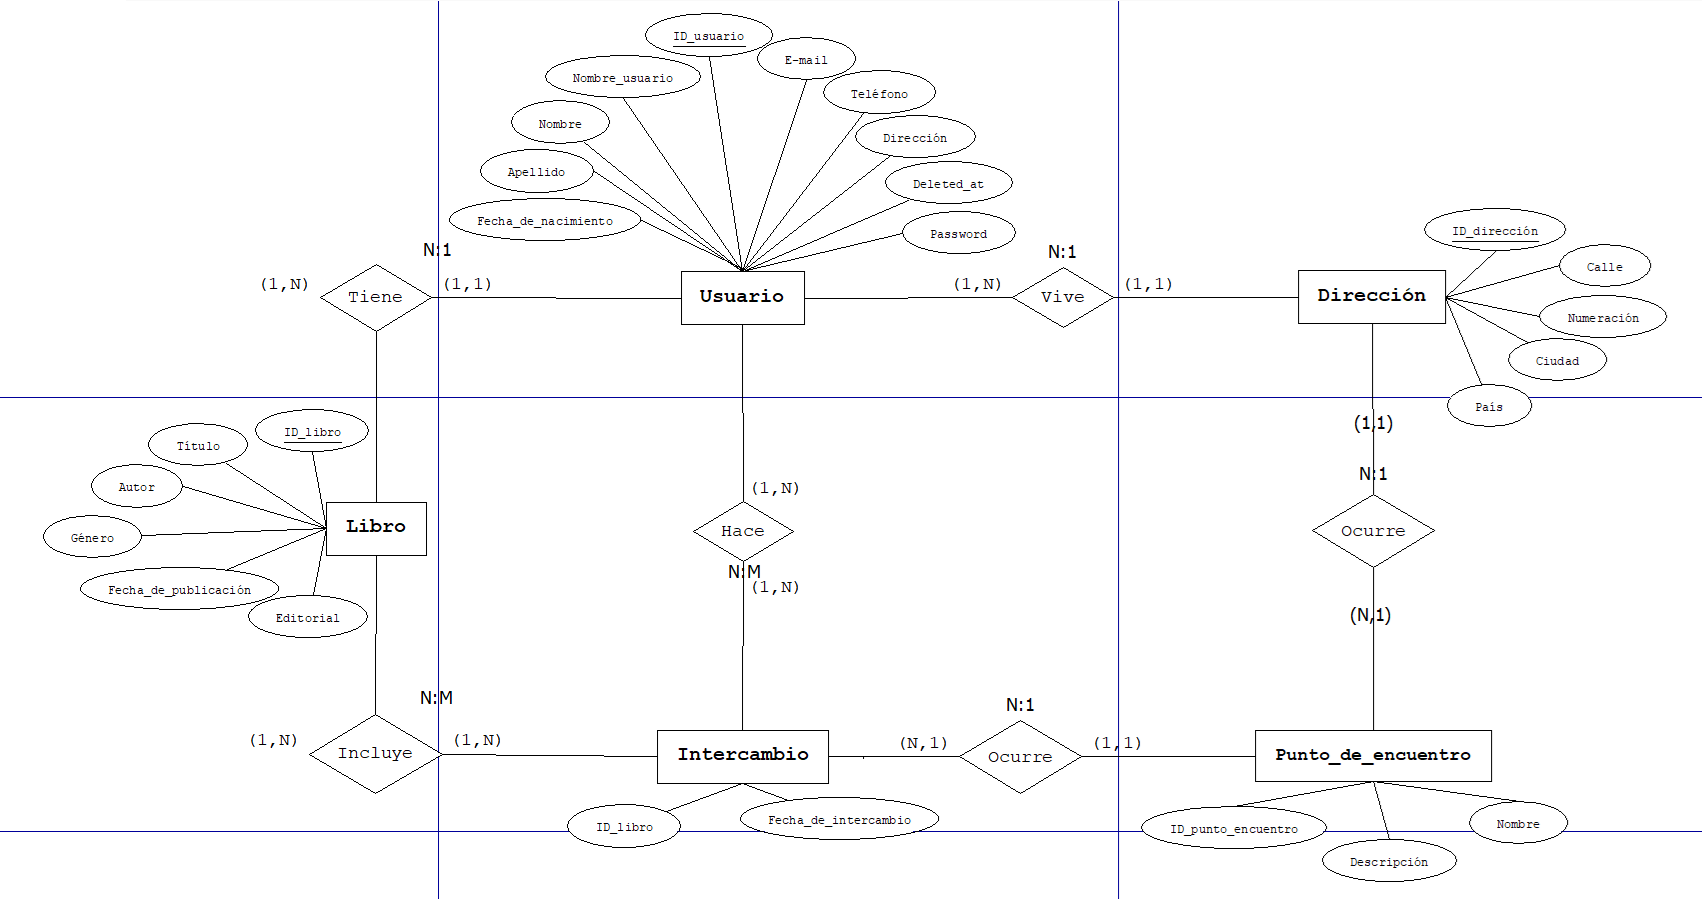 ID_usuario
E-mail
Nombre_usuario
Teléfono
Nombre
Dirección
Apellido
Deleted_at
Fecha_de_nacimiento
Password
ID_dirección
Calle
Numeración
Ciudad
País
N:1
(1,N)
Tiene
(1,1)
Usuario
N:1
(1,N)
Vive
(1,1)
Dirección
(1,1)
N:1
Ocurre
(N,1)
ID_libro
Título
Autor
Género
Fecha_de_publicación
Editorial
Libro
(1,N)
Hace
N:M
(1,N)
N:M
(1,N)
Incluye
(1,N)
Intercambio
N:1
(N,1)
Ocurre
(1,1)
Punto_de_encuentro
ID_libro
Fecha_de_intercambio
ID_punto_encuentro
Descripción
Nombre